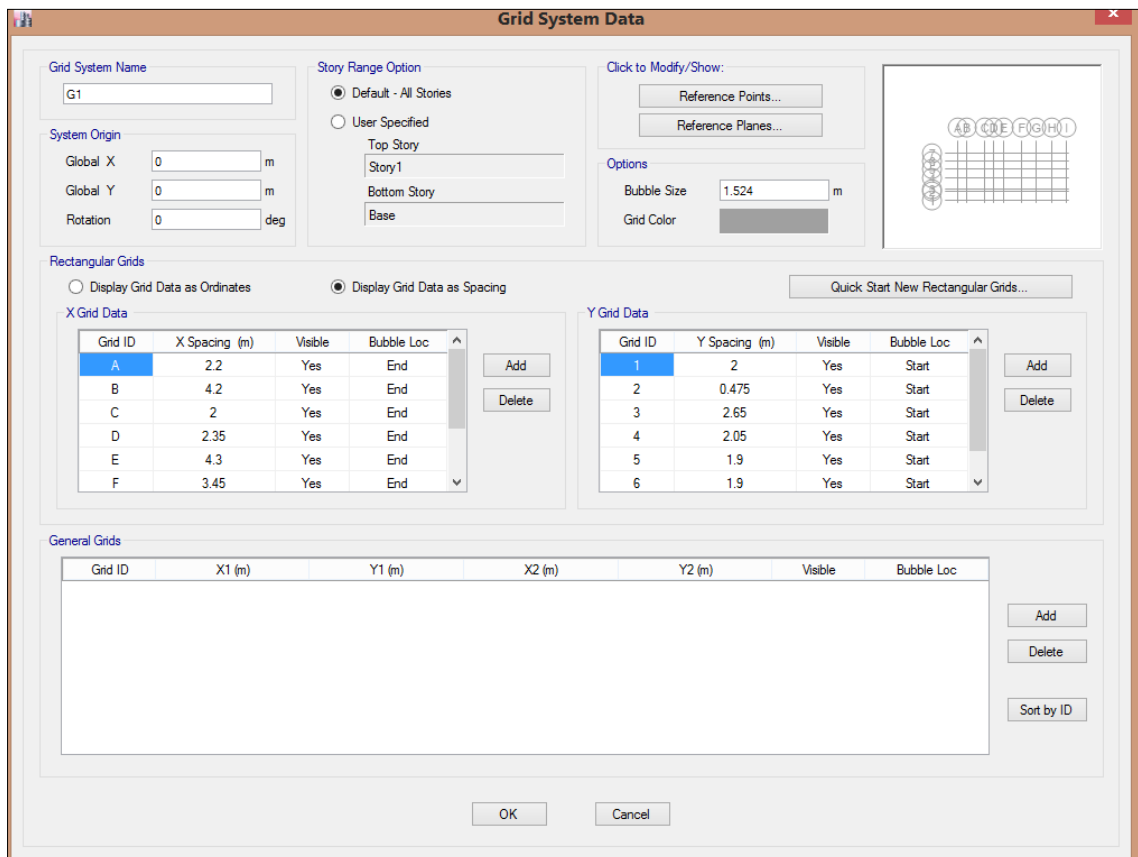 Grid System Data
x
Grid System Name
G1
Story Range Option
Default - All Stories
User Specified
Top Story
Story1
Bottom Story
Base
Click to Modify/Show:
Reference Points...
Reference Planes...
System Origin
Global X 0 m
Global Y 0 m
Rotation 0 deg
Options
Bubble Size 1.524 m
Grid Color
A B C D E F G H I
Rectangular Grids
Display Grid Data as Ordinates
Display Grid Data as Spacing
Quick Start New Rectangular Grids...
X Grid Data
Grid ID X Spacing (m) Visible Bubble Loc
A 2.2 Yes End
B 4.2 Yes End
C 2 Yes End
D 2.35 Yes End
E 4.3 Yes End
F 3.45 Yes End
Add
Delete
Y Grid Data
Grid ID Y Spacing (m) Visible Bubble Loc
1 2 Yes Start
2 0.475 Yes Start
3 2.65 Yes Start
4 2.05 Yes Start
5 1.9 Yes Start
6 1.9 Yes Start
Add
Delete
General Grids
Grid ID X1 (m) Y1 (m) X2 (m) Y2 (m) Visible Bubble Loc
Add
Delete
Sort by ID
OK
Cancel